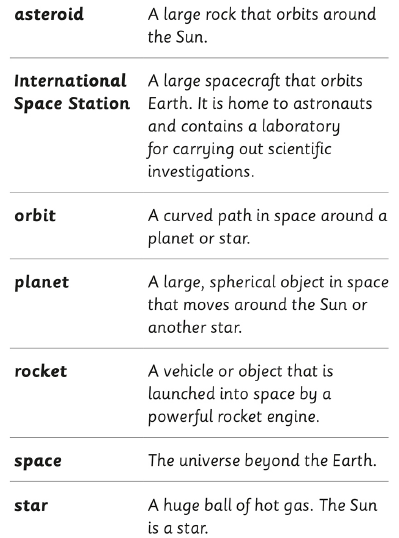 asteroid A large rock that orbits around
the Sun.
International A large spacecraft that orbits
Space Station Earth. It is home to astronauts
and contains a laboratory
for carrying out scientific
investigations.
orbit A curved path in space around a
planet or star.
planet A large, spherical object in space
that moves around the Sun or
another star.
rocket A vehicle or object that is
launched into space by a
powerful rocket engine.
space The universe beyond the Earth.
star A huge ball of hot gas. The Sun
is a star.